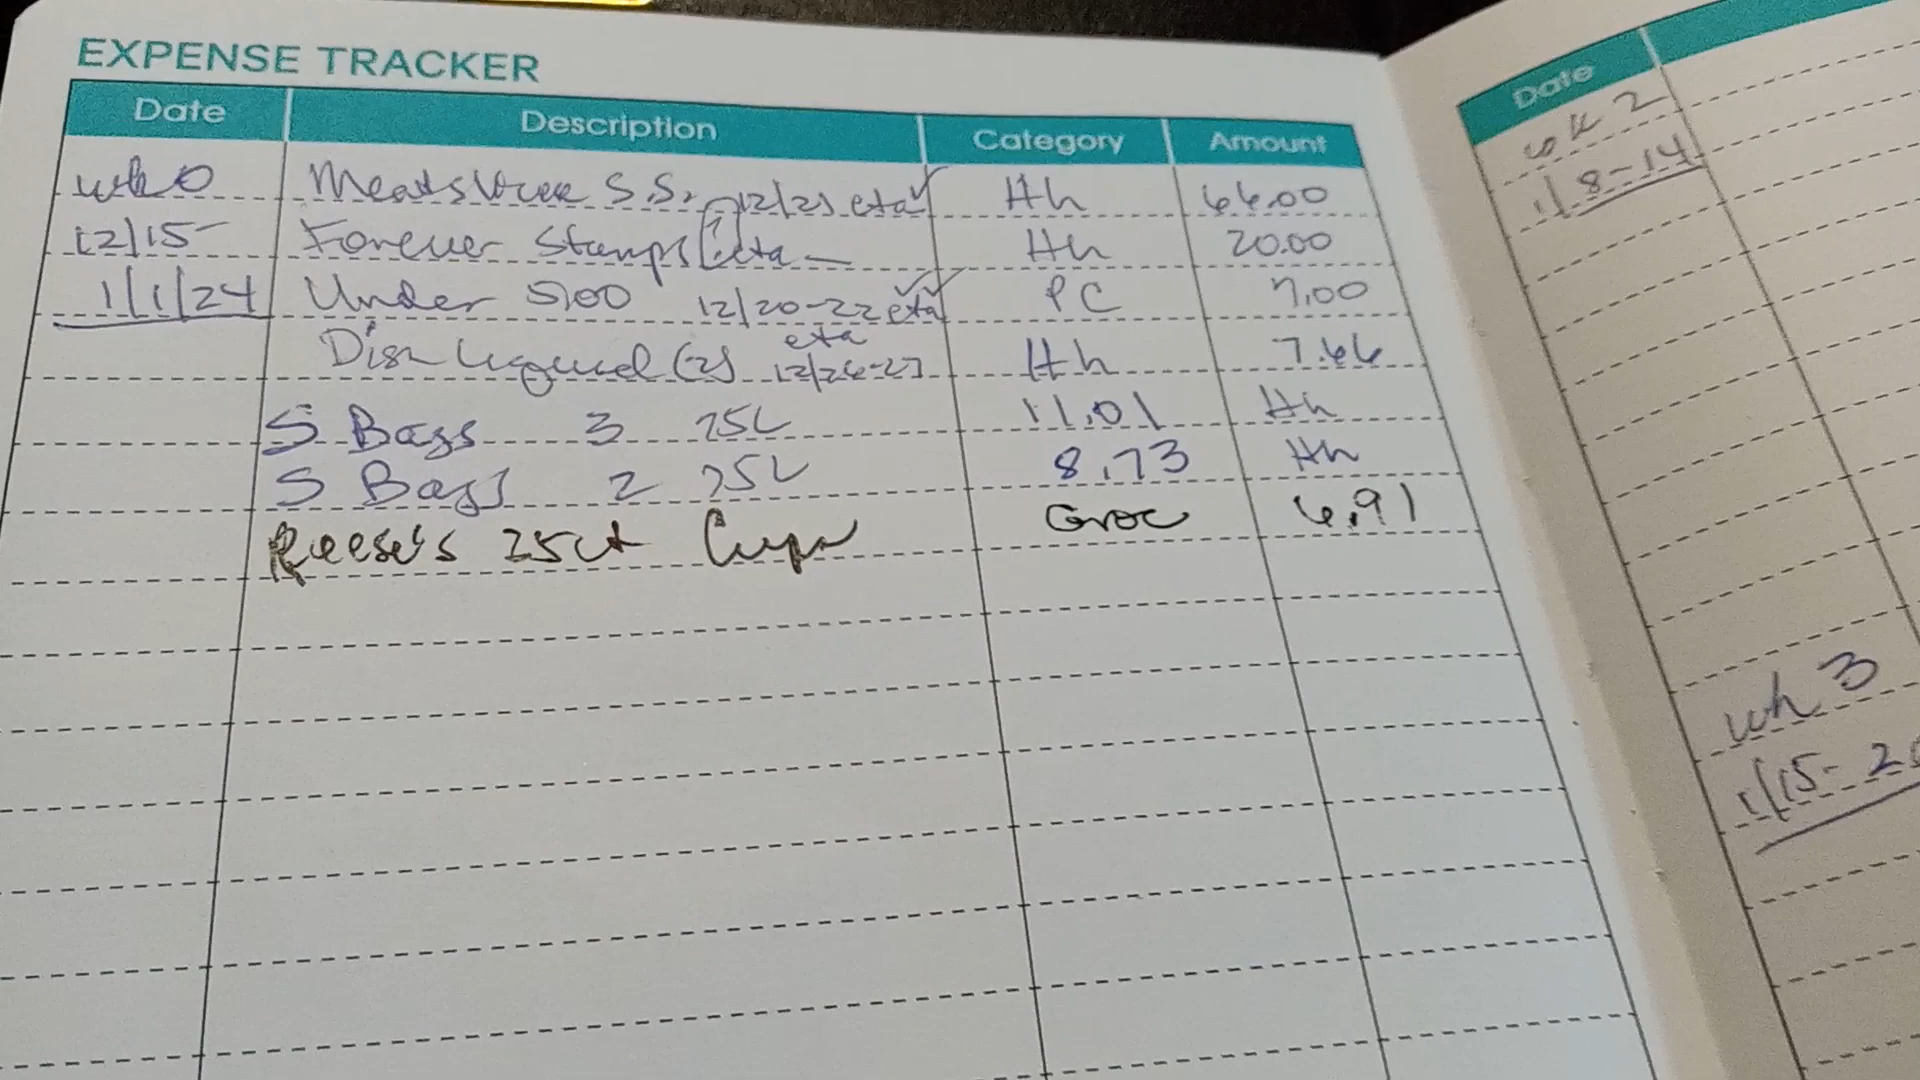 EXPENSE TRACKER
Date Description Category Amount
wk 0 S.S. 12/21 eta Hh 66.00
12/15 Forever Stamps eta Hh 20.00
1/1/24 Under 5,00 12/20-22 eta PC 7.00
Dish Liquid (2) eta 12/26-27 Hh 7.66
S Bags 3 75L 11.01 Hh
S Bags 2 75L 8.73 Hh
Reese's 25ct Cups Groc 6.91
Date
wk 2
1/8-14
wk 3
1/15-20